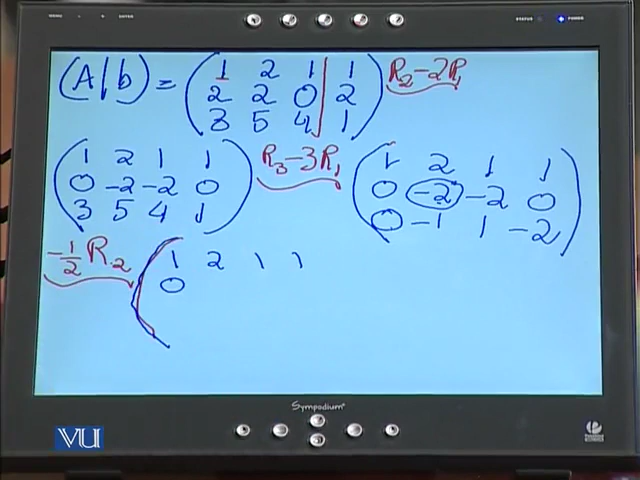 MENU ENTER STATUS POWER
(A|b) = ( 1 2 1 | 1 ) R₂-2R₁
2 2 0 | 2
3 5 4 | 1
( 1 2 1 1 ) R₃-3R₁ ( 1 2 1 1 )
0 -2 -2 0 0 -2 -2 0
3 5 4 1 0 -1 1 -2
-1/2 R₂ ( 1 2 1 1
0
Sympodium
VU